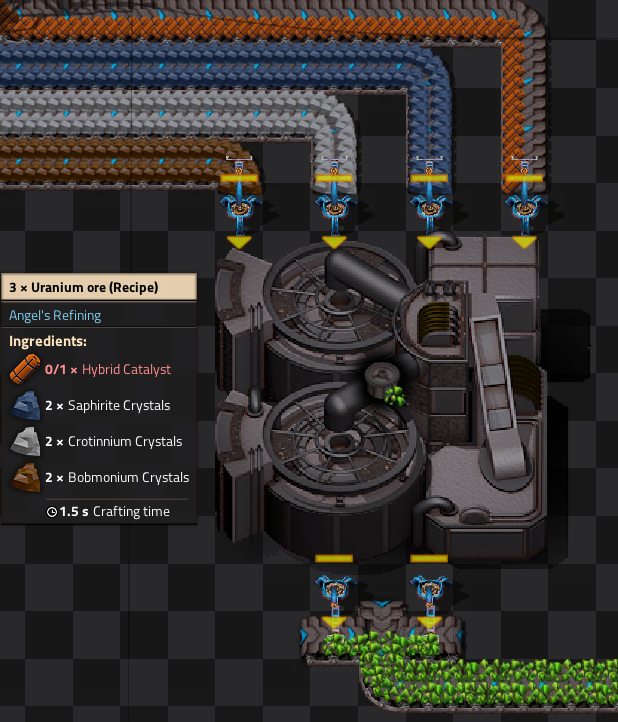 3 × Uranium ore (Recipe)
Angel's Refining
Ingredients:
0/1 × Hybrid Catalyst
2 × Saphirite Crystals
2 × Crotinnium Crystals
2 × Bobmonium Crystals
1.5 s Crafting time